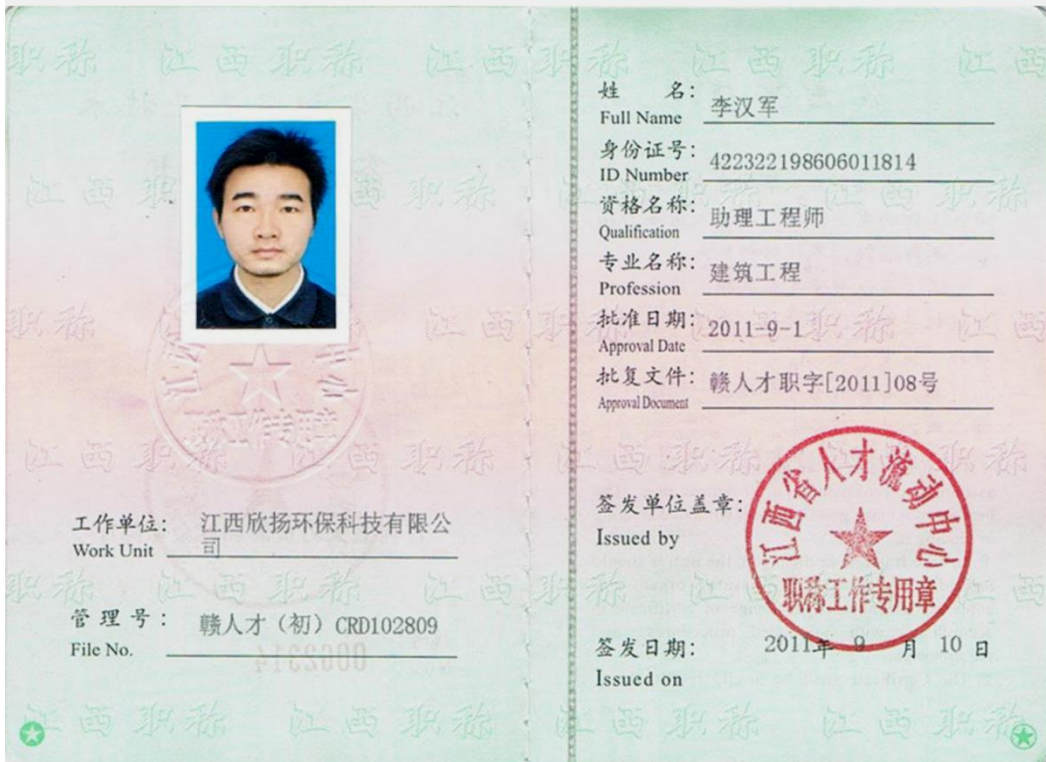 工作单位:
Work Unit
江西欣扬环保科技有限公
司
管理号:
File No.
赣人才（初）CRD102809
姓 名:
Full Name
李汉军
身份证号:
ID Number
422322198606011814
资格名称:
Qualification
助理工程师
专业名称:
Profession
建筑工程
批准日期:
Approval Date
2011-9-1
批复文件:
Approval Document
赣人才职字[2011]08号
签发单位盖章:
Issued by
江西省人才流动中心
职称工作专用章
签发日期:
Issued on
2011年 9 月 10 日
江西职称